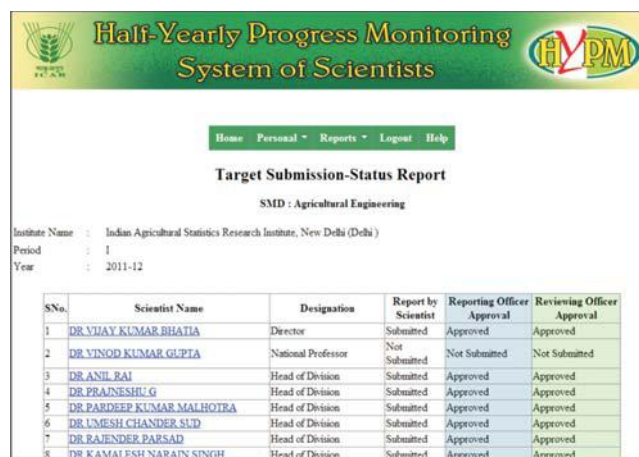 Half-Yearly Progress Monitoring
System of Scientists
HYPM
ICAR
Home Personal Reports Logout Help
Target Submission-Status Report
SMD : Agricultural Engineering
Institute Name : Indian Agricultural Statistics Research Institute, New Delhi (Delhi )
Period : I
Year : 2011-12
SNo. Scientist Name Designation Report by Scientist Reporting Officer Approval Reviewing Officer Approval
1 DR VIJAY KUMAR BHATIA Director Submitted Approved Approved
2 DR VINOD KUMAR GUPTA National Professor Not Submitted Not Submitted Not Submitted
3 DR ANIL RAI Head of Division Submitted Approved Approved
4 DR PRAJNESHU G Head of Division Submitted Approved Approved
5 DR PARDEEP KUMAR MALHOTRA Head of Division Submitted Approved Approved
6 DR UMESH CHANDER SUD Head of Division Submitted Approved Approved
7 DR RAJENDER PARSAD Head of Division Submitted Approved Approved
8 DR KAMALESH NARAIN SINGH Head of Division Submitted Approved Approved